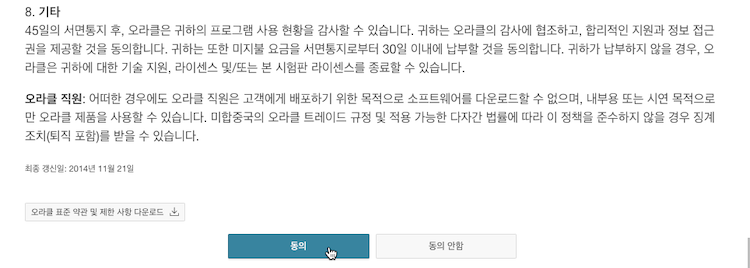 8. 기타
45일의 서면통지 후, 오라클은 귀하의 프로그램 사용 현황을 감사할 수 있습니다. 귀하는 오라클의 감사에 협조하고, 합리적인 지원과 정보 접근
권을 제공할 것을 동의합니다. 귀하는 또한 미지불 요금을 서면통지로부터 30일 이내에 납부할 것을 동의합니다. 귀하가 납부하지 않을 경우, 오
라클은 귀하에 대한 기술 지원, 라이센스 및/또는 본 시험판 라이센스를 종료할 수 있습니다.
오라클 직원: 어떠한 경우에도 오라클 직원은 고객에게 배포하기 위한 목적으로 소프트웨어를 다운로드할 수 없으며, 내부용 또는 시연 목적으로
만 오라클 제품을 사용할 수 있습니다. 미합중국의 오라클 트레이드 규정 및 적용 가능한 다자간 법률에 따라 이 정책을 준수하지 않을 경우 징계
조치(퇴직 포함)를 받을 수 있습니다.
최종 갱신일: 2014년 11월 21일
오라클 표준 약관 및 제한 사항 다운로드
동의
동의 안함